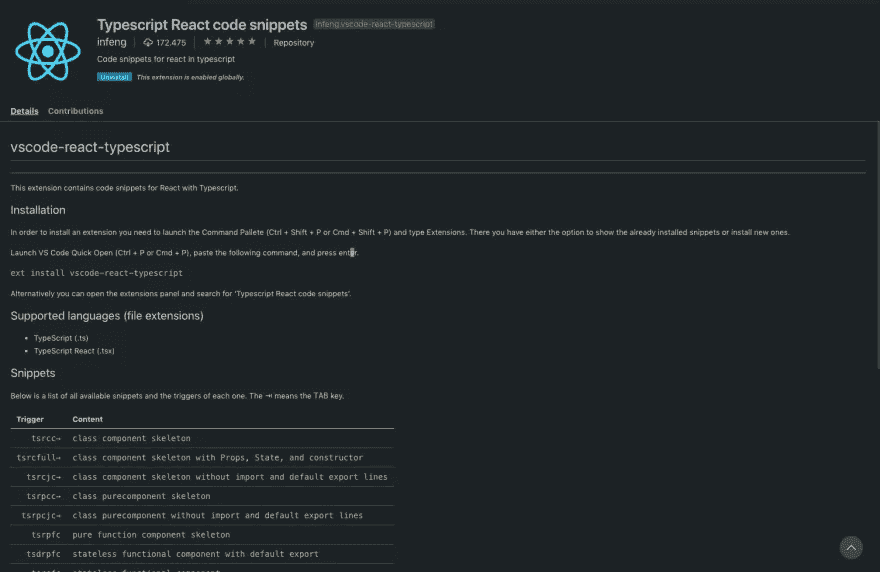 Typescript React code snippets infeng.vscode-react-typescript
infeng 172.475 Repository
Code snippets for react in typescript
Uninstall This extension is enabled globally.
Details Contributions
vscode-react-typescript
This extension contains code snippets for React with Typescript.
Installation
In order to install an extension you need to launch the Command Pallete (Ctrl + Shift + P or Cmd + Shift + P) and type Extensions. There you have either the option to show the already installed snippets or install new ones.
Launch VS Code Quick Open (Ctrl + P or Cmd + P), paste the following command, and press enter.
ext install vscode-react-typescript
Alternatively you can open the extensions panel and search for 'Typescript React code snippets'.
Supported languages (file extensions)
• TypeScript (.ts)
• TypeScript React (.tsx)
Snippets
Below is a list of all available snippets and the triggers of each one. The ⇥ means the TAB key.
Trigger Content
tsrcc→ class component skeleton
tsrcfull→ class component skeleton with Props, State, and constructor
tsrcjc→ class component skeleton without import and default export lines
tsrpcc→ class purecomponent skeleton
tsrpcjc→ class purecomponent without import and default export lines
tsrpfc pure function component skeleton
tsdrpfc stateless functional component with default export